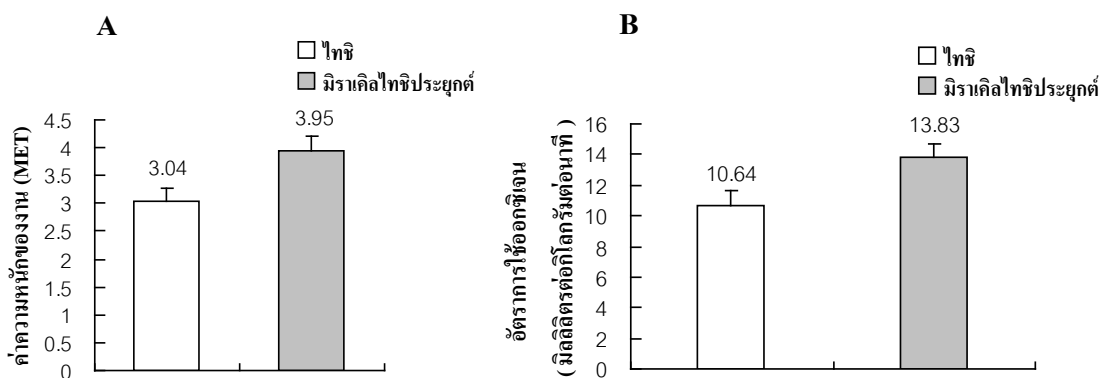 A
ไทชิ
มิราเคิลไทชิประยุกต์
ค่าความหนักของงาน (MET)
4.5
4
3.5
3
2.5
2
1.5
1
0.5
0
3.04
3.95
B
ไทชิ
มิราเคิลไทชิประยุกต์
อัตราการใช้ออกซิเจน
( มิลลิลิตรต่อกิโลกรัมต่อนาที )
16
14
12
10
8
6
4
2
0
10.64
13.83